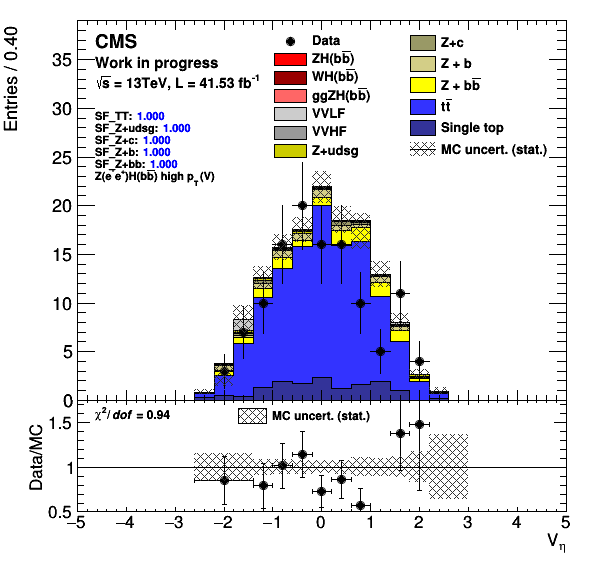 CMS
Work in progress
√s = 13TeV, L = 41.53 fb⁻¹
SF_TT: 1.000
SF_Z+udsg: 1.000
SF_Z+c: 1.000
SF_Z+b: 1.000
SF_Z+bb: 1.000
Z(e⁻e⁺)H(bb̅) high p_T(V)
Data
ZH(bb̅)
WH(bb̅)
ggZH(bb̅)
VVLF
VVHF
Z+udsg
Z+c
Z + b
Z + bb̅
tt̅
Single top
MC uncert. (stat.)
Entries / 0.40
35
30
25
20
15
10
5
0
χ²/dof = 0.94
MC uncert. (stat.)
Data/MC
1.5
1
0.5
−5 −4 −3 −2 −1 0 1 2 3 4 5
V_η